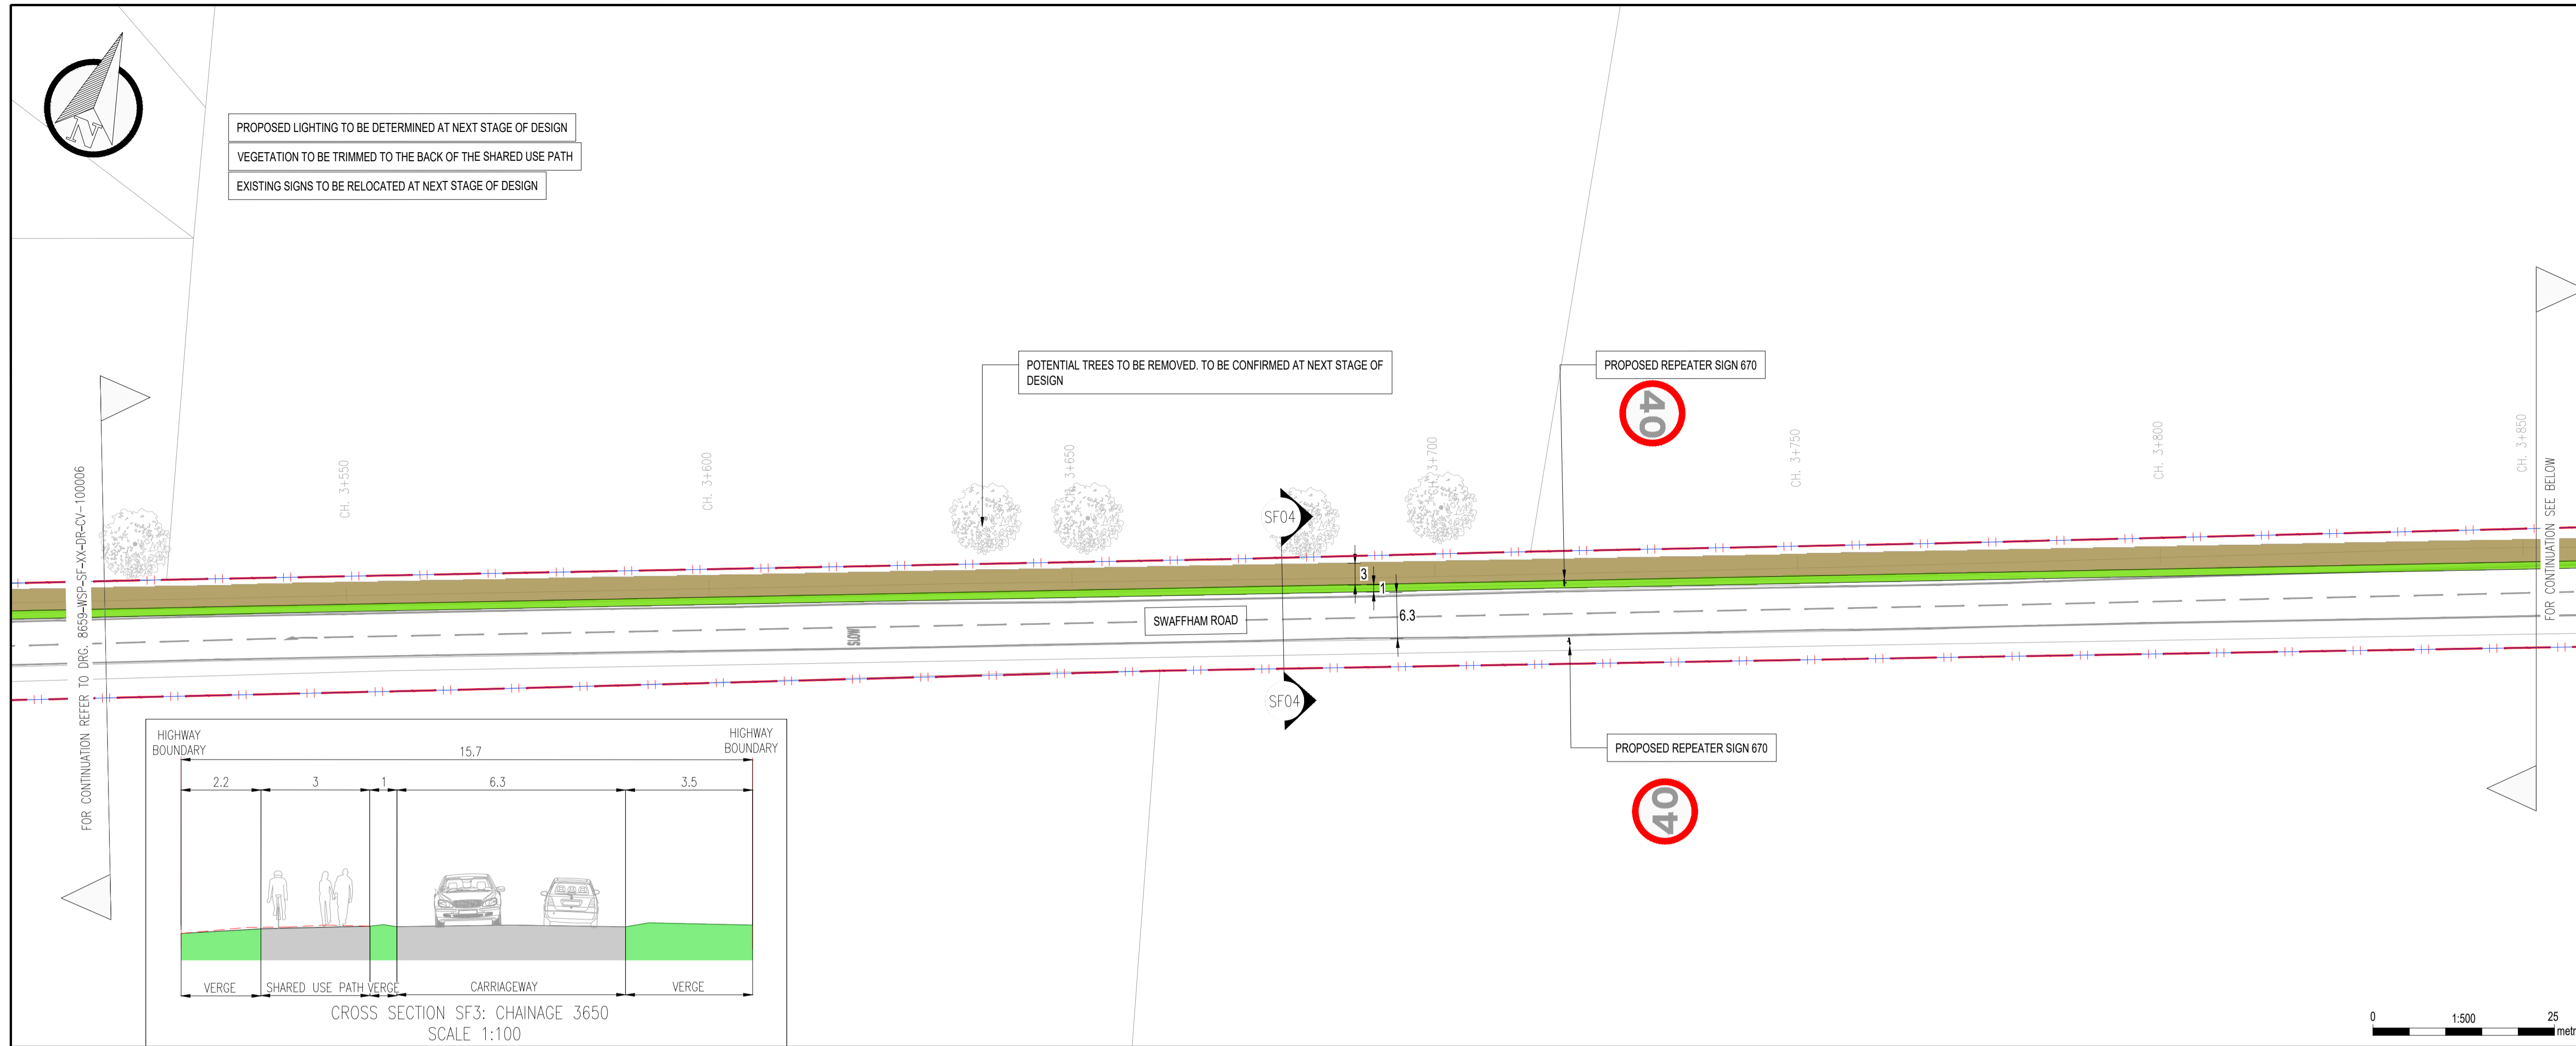 N
PROPOSED LIGHTING TO BE DETERMINED AT NEXT STAGE OF DESIGN
VEGETATION TO BE TRIMMED TO THE BACK OF THE SHARED USE PATH
EXISTING SIGNS TO BE RELOCATED AT NEXT STAGE OF DESIGN
POTENTIAL TREES TO BE REMOVED. TO BE CONFIRMED AT NEXT STAGE OF
DESIGN
PROPOSED REPEATER SIGN 670
40
FOR CONTINUATION REFER TO DRG. 8659-WSP-SF-XX-DR-CV-100006
CH. 3+550
CH. 3+600
CH. 3+650
CH. 3+700
CH. 3+750
CH. 3+800
CH. 3+850
FOR CONTINUATION SEE BELOW
SF04
3
1
6.3
SWAFFHAM ROAD
SLOW
SF04
PROPOSED REPEATER SIGN 670
40
HIGHWAY
BOUNDARY
HIGHWAY
BOUNDARY
15.7
2.2
3
1
6.3
3.5
VERGE
SHARED USE PATH
VERGE
CARRIAGEWAY
VERGE
CROSS SECTION SF3: CHAINAGE 3650
SCALE 1:100
0
1:500
25
metr